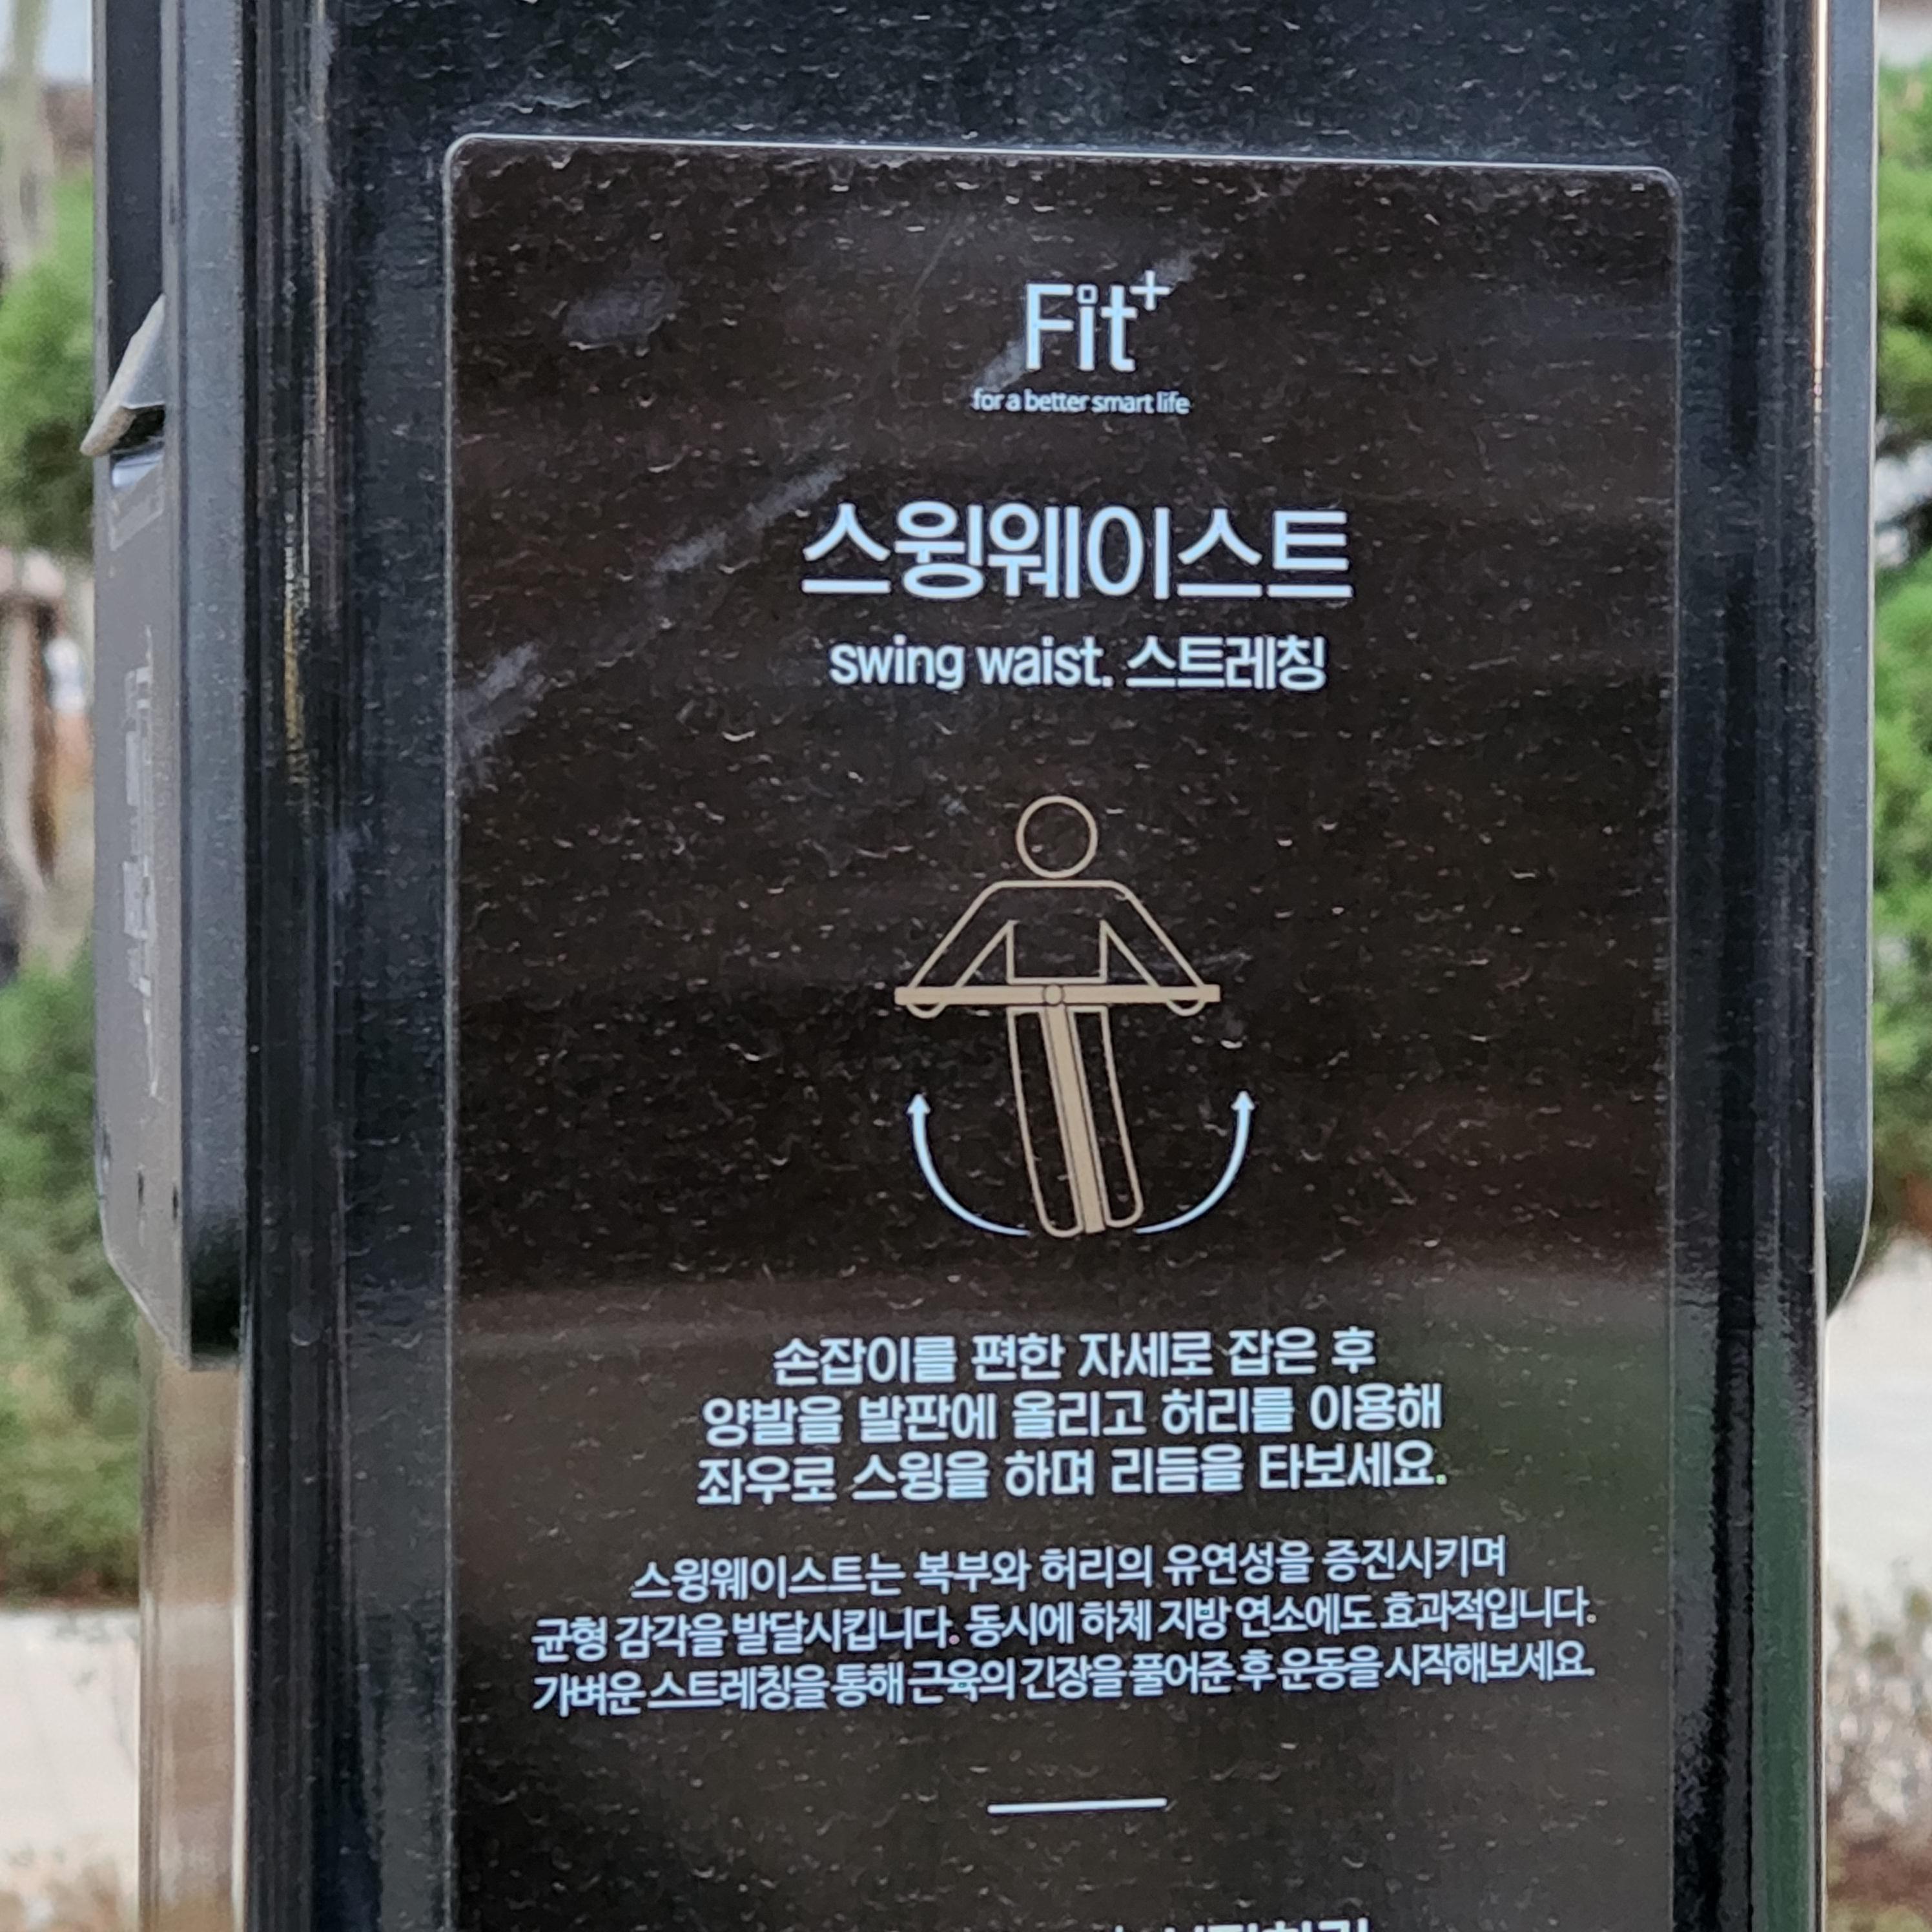 Fit+
for a better smart life
스윙웨이스트
swing waist. 스트레칭
손잡이를 편한 자세로 잡은 후
양발을 발판에 올리고 허리를 이용해
좌우로 스윙을 하며 리듬을 타보세요.
스윙웨이스트는 복부와 허리의 유연성을 증진시키며
균형 감각을 발달시킵니다. 동시에 하체 지방 연소에도 효과적입니다.
가벼운 스트레칭을 통해 근육의 긴장을 풀어준 후 운동을 시작해보세요.